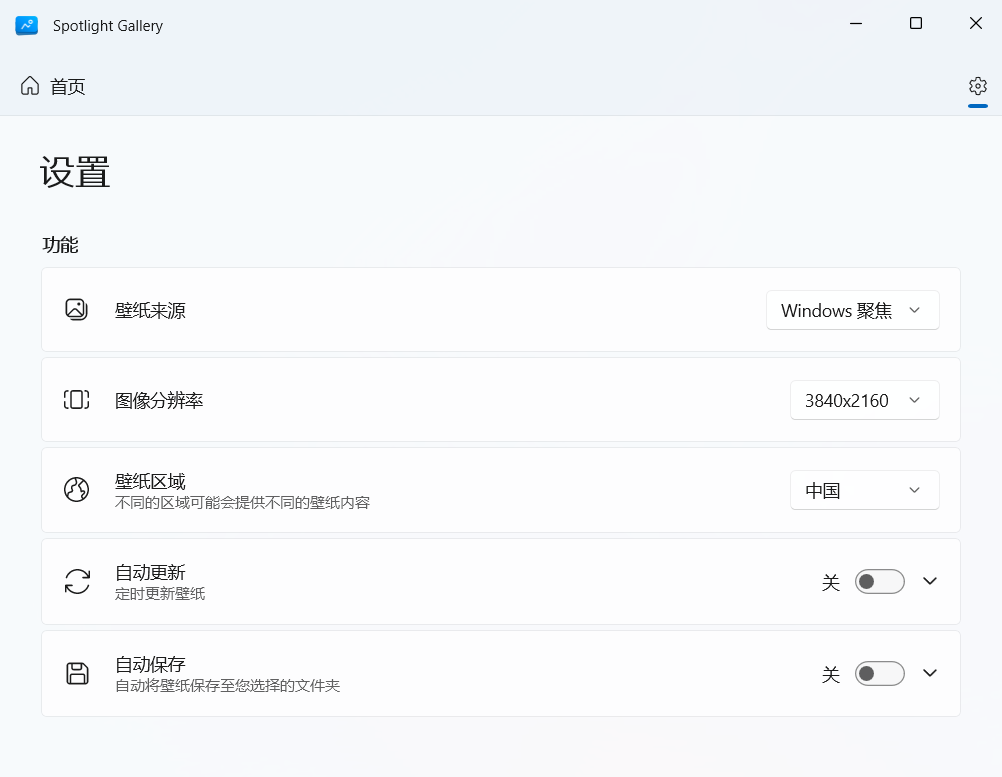 Spotlight Gallery
首页
设置
功能
壁纸来源
Windows 聚焦
图像分辨率
3840x2160
壁纸区域
不同的区域可能会提供不同的壁纸内容
中国
自动更新
定时更新壁纸
关
自动保存
自动将壁纸保存至您选择的文件夹
关